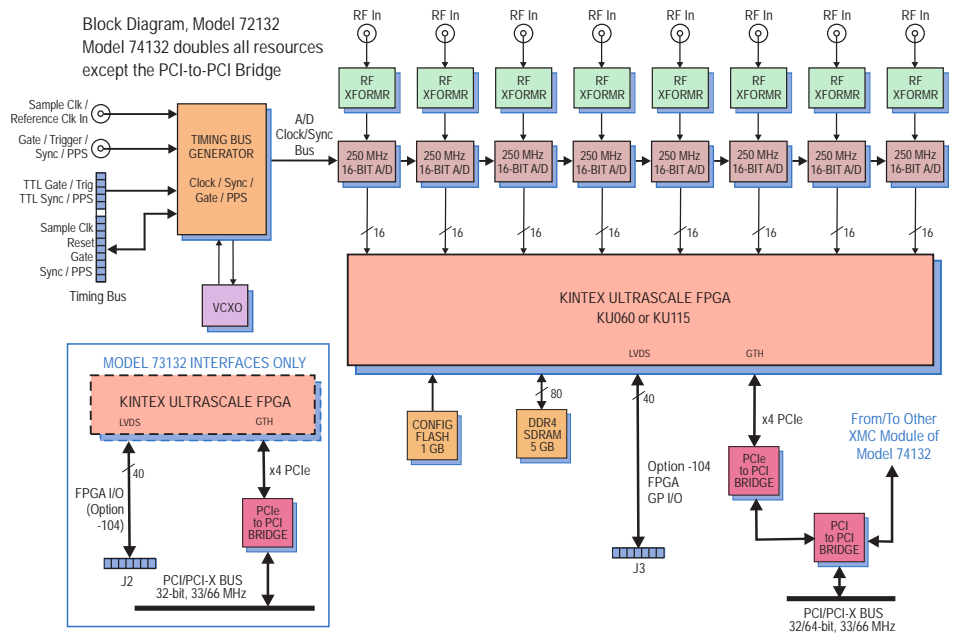 Block Diagram, Model 72132
Model 74132 doubles all resources
except the PCI-to-PCI Bridge
RF In
RF In
RF In
RF In
RF In
RF In
RF In
RF In
RF
XFORMR
RF
XFORMR
RF
XFORMR
RF
XFORMR
RF
XFORMR
RF
XFORMR
RF
XFORMR
RF
XFORMR
Sample Clk /
Reference Clk In
Gate / Trigger /
Sync / PPS
TTL Gate / Trig
TTL Sync / PPS
Sample Clk
Reset
Gate
Sync / PPS
Timing Bus
TIMING BUS
GENERATOR
Clock / Sync /
Gate / PPS
VCXO
A/D
Clock/Sync
Bus
250 MHz
16-BIT A/D
250 MHz
16-BIT A/D
250 MHz
16-BIT A/D
250 MHz
16-BIT A/D
250 MHz
16-BIT A/D
250 MHz
16-BIT A/D
250 MHz
16-BIT A/D
250 MHz
16-BIT A/D
16
16
16
16
16
16
16
16
KINTEX ULTRASCALE FPGA
KU060 or KU115
LVDS
GTH
CONFIG
FLASH
1 GB
80
DDR4
SDRAM
5 GB
40
Option -104
FPGA
GP I/O
J3
x4 PCIe
PCIe
to PCI
BRIDGE
From/To Other
XMC Module of
Model 74132
PCI
to PCI
BRIDGE
PCI/PCI-X BUS
32/64-bit, 33/66 MHz
MODEL 73132 INTERFACES ONLY
KINTEX ULTRASCALE FPGA
LVDS
GTH
40
x4 PCIe
FPGA I/O
(Option
-104)
J2
PCIe
to PCI
BRIDGE
PCI/PCI-X BUS
32-bit, 33/66 MHz